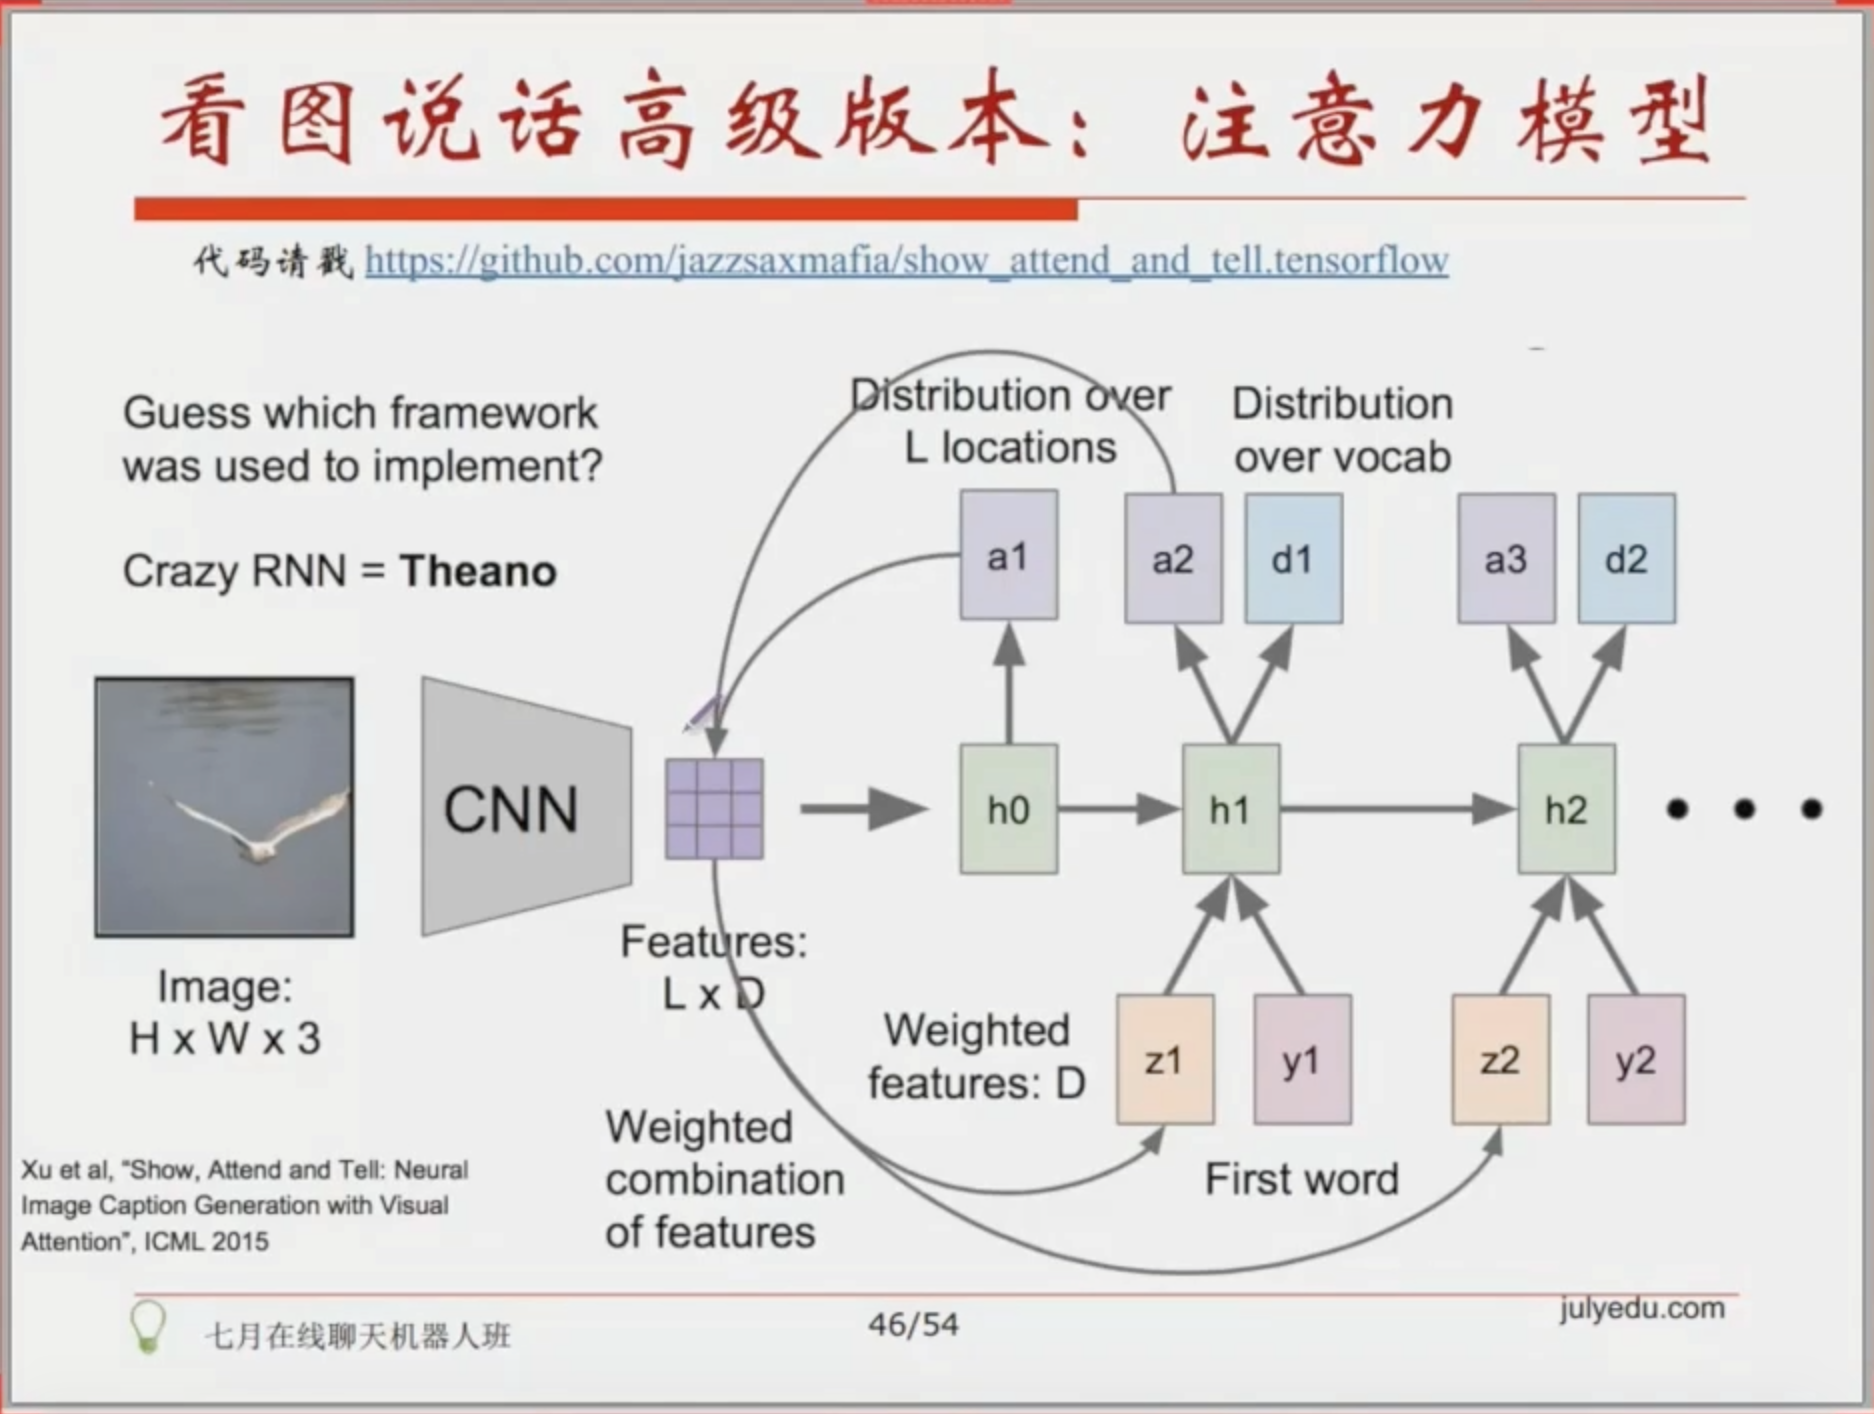 看图说话高级版本：注意力模型
代码请戳 https://github.com/jazzsaxmafia/show_attend_and_tell.tensorflow
Guess which framework
was used to implement?
Crazy RNN = Theano
Distribution over
L locations
Distribution
over vocab
a1
a2
d1
a3
d2
CNN
h0
h1
h2
Image:
H x W x 3
Features:
L x D
Weighted
features: D
z1
y1
z2
y2
Weighted
combination
of features
First word
Xu et al, “Show, Attend and Tell: Neural
Image Caption Generation with Visual
Attention”, ICML 2015
七月在线聊天机器人班
46/54
julyedu.com